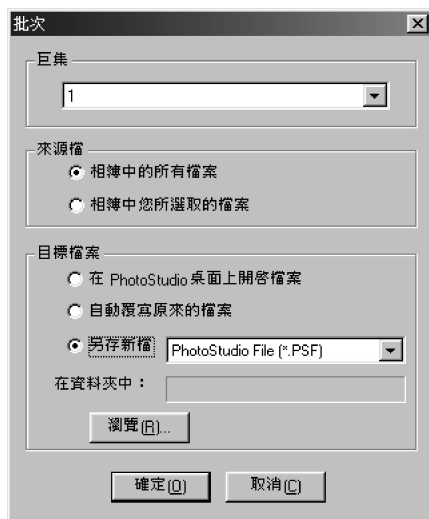 批次
巨集
1
來源檔
相簿中的所有檔案
相簿中您所選取的檔案
目標檔案
在 PhotoStudio 桌面上開啓檔案
自動覆寫原來的檔案
另存新檔 PhotoStudio File (*.PSF)
在資料夾中：
瀏覽(R)...
確定(O) 取消(C)